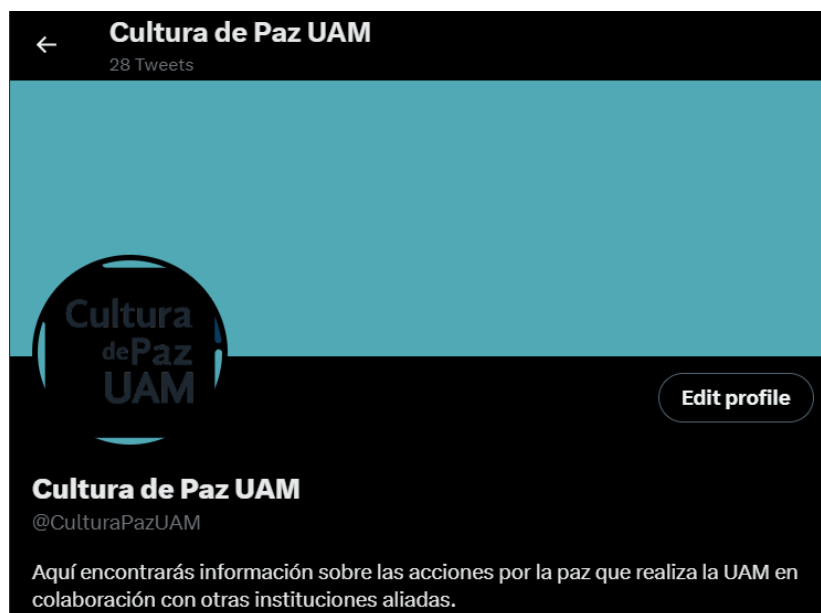 Cultura de Paz UAM
28 Tweets
Cultura
de Paz
UAM
Edit profile
Cultura de Paz UAM
@CulturaPazUAM
Aquí encontrarás información sobre las acciones por la paz que realiza la UAM en
colaboración con otras instituciones aliadas.